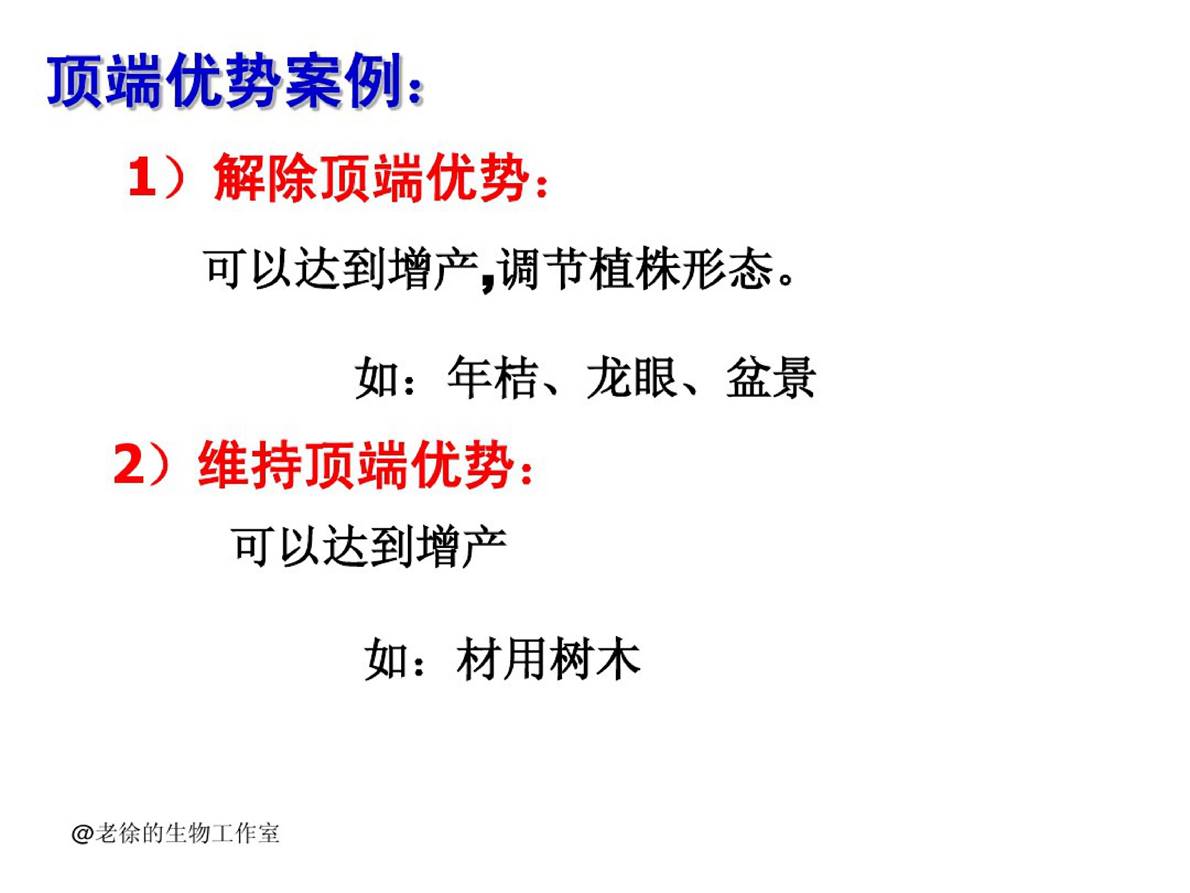 顶端优势案例：
1）解除顶端优势：
可以达到增产,调节植株形态。
如：年桔、龙眼、盆景
2）维持顶端优势：
可以达到增产
如：材用树木
@老徐的生物工作室